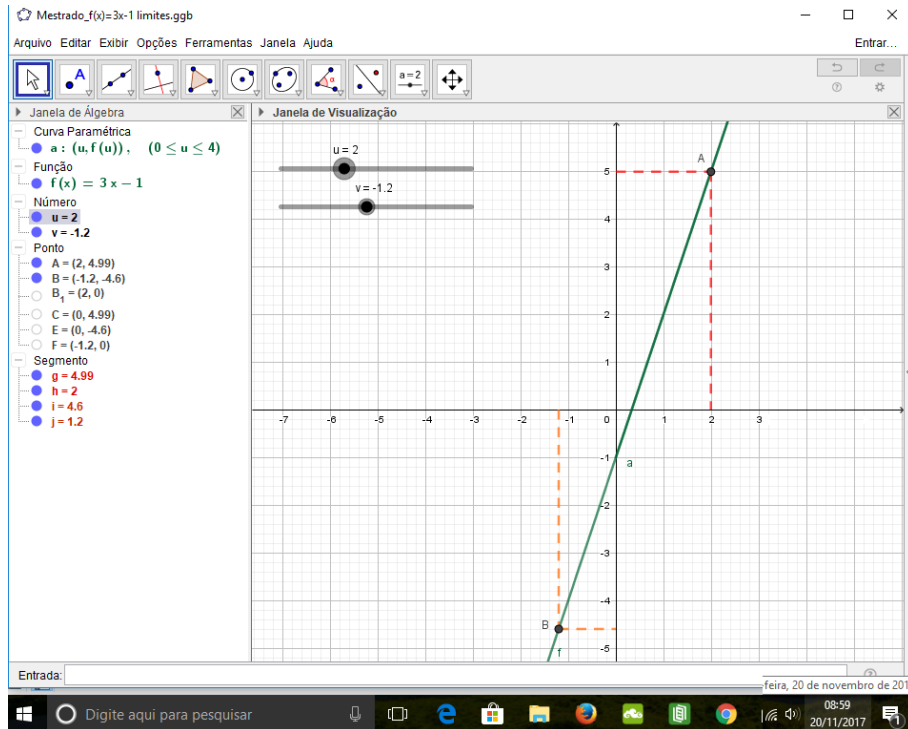 Mestrado_f(x)=3x-1 limites.ggb
Arquivo Editar Exibir Opções Ferramentas Janela Ajuda
Entrar...
A
α
a = 2
Janela de Álgebra
Janela de Visualização
Curva Paramétrica
a : (u, f (u)) , (0 ≤ u ≤ 4)
Função
f (x) = 3 x − 1
Número
u = 2
v = -1.2
Ponto
A = (2, 4.99)
B = (-1.2, -4.6)
B₁ = (2, 0)
C = (0, 4.99)
E = (0, -4.6)
F = (-1.2, 0)
Segmento
g = 4.99
h = 2
i = 4.6
j = 1.2
u = 2
v = -1.2
A
5
4
3
2
1
-7 -6 -5 -4 -3 -2 -1 0 1 2 3
-1
a
-2
-3
-4
B
f
-5
Entrada:
feira, 20 de novembro de 201
Digite aqui para pesquisar
08:59
20/11/2017